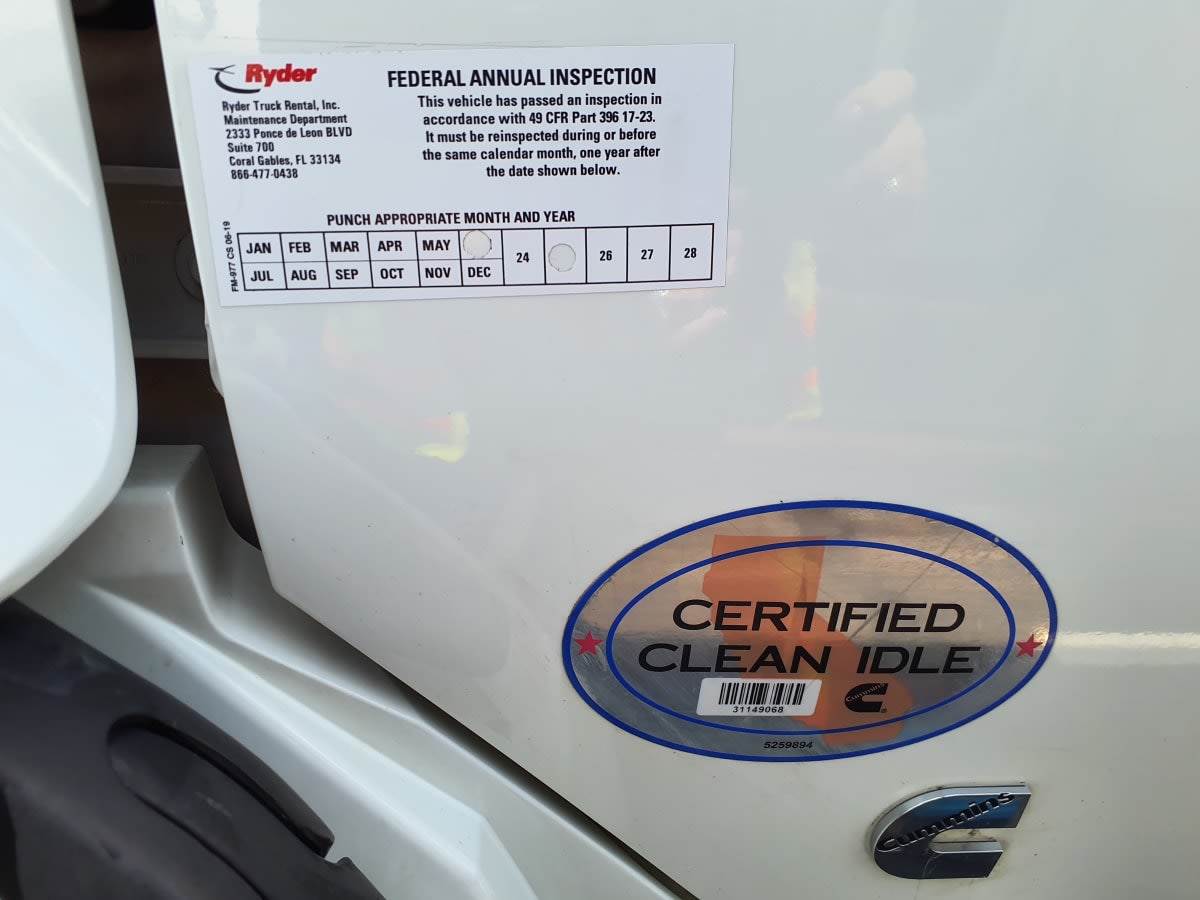 Ryder
Ryder Truck Rental, Inc.
Maintenance Department
2333 Ponce de Leon BLVD
Suite 700
Coral Gables, FL 33134
866-477-0438
FEDERAL ANNUAL INSPECTION
This vehicle has passed an inspection in
accordance with 49 CFR Part 396 17-23.
It must be reinspected during or before
the same calendar month, one year after
the date shown below.
FM-977 CS 06-19
PUNCH APPROPRIATE MONTH AND YEAR
JAN FEB MAR APR MAY 24 26 27 28
JUL AUG SEP OCT NOV DEC
CERTIFIED
CLEAN IDLE
31149068
Cummins
5259894
Cummins